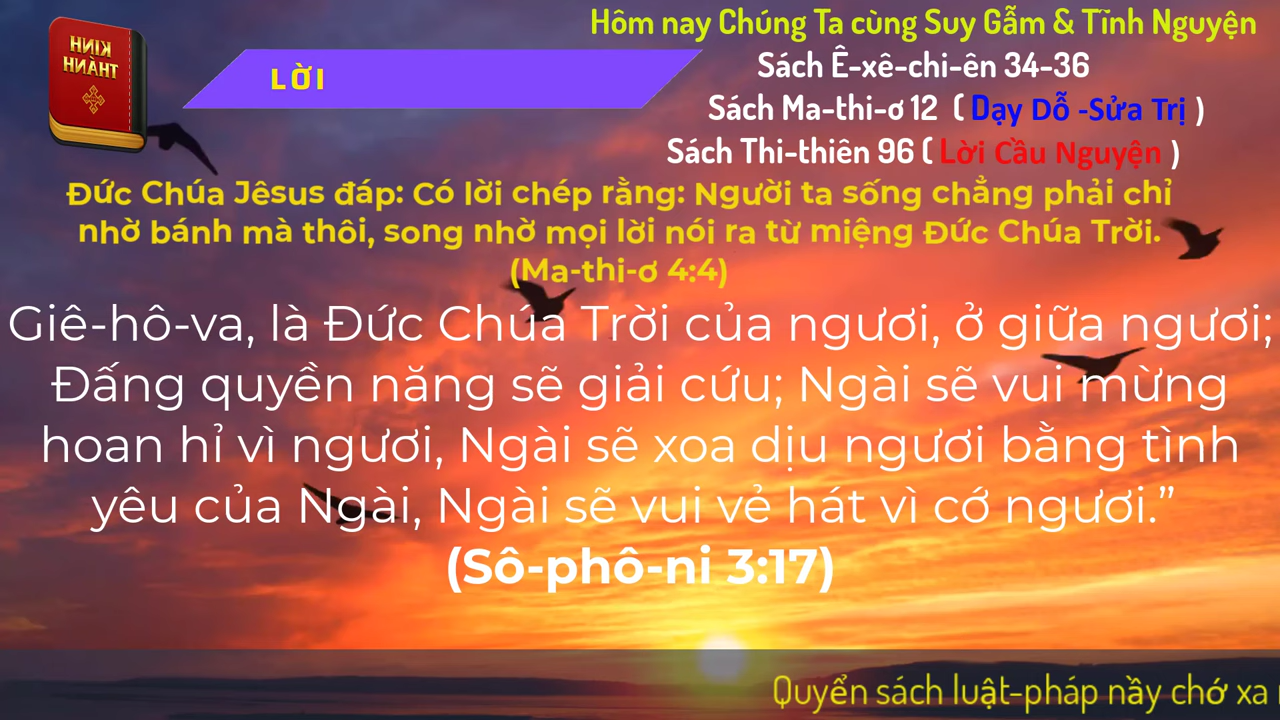 KINH
THÁNH
LỜI
Hôm nay Chúng Ta cùng Suy Gẫm & Tĩnh Nguyện
Sách Ê-xê-chi-ên 34-36
Sách Ma-thi-ơ 12 ( Dạy Dỗ -Sửa Trị )
Sách Thi-thiên 96 ( Lời Cầu Nguyện )
Đức Chúa Jêsus đáp: Có lời chép rằng: Người ta sống chẳng phải chỉ
nhờ bánh mà thôi, song nhờ mọi lời nói ra từ miệng Đức Chúa Trời.
(Ma-thi-ơ 4:4)
Giê-hô-va, là Đức Chúa Trời của ngươi, ở giữa ngươi;
Đấng quyền năng sẽ giải cứu; Ngài sẽ vui mừng
hoan hỉ vì ngươi, Ngài sẽ xoa dịu ngươi bằng tình
yêu của Ngài, Ngài sẽ vui vẻ hát vì cớ ngươi.”
(Sô-phô-ni 3:17)
Quyển sách luật-pháp nầy chớ xa